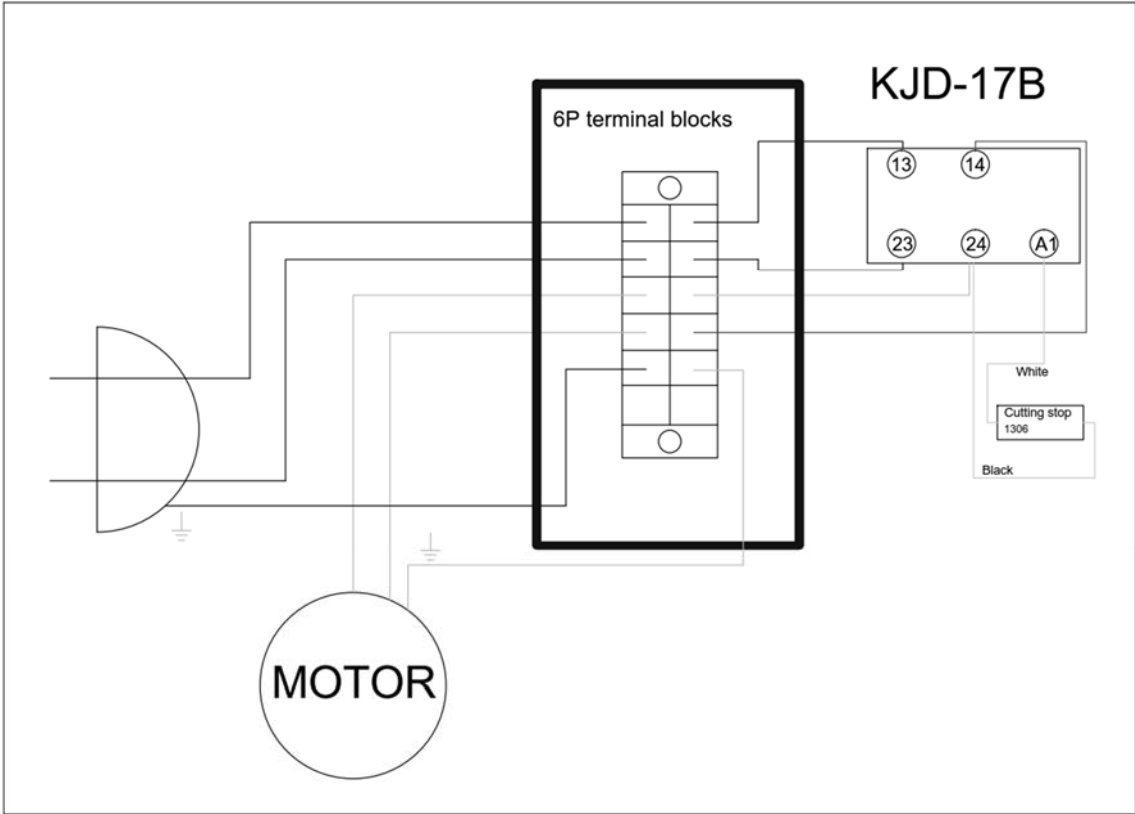 KJD-17B
6P terminal blocks
13
14
23
24
A1
White
Cutting stop
1306
Black
MOTOR